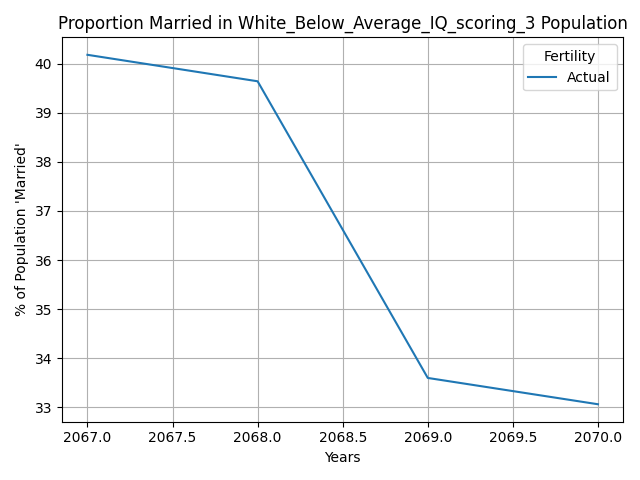 Proportion Married in White_Below_Average_IQ_scoring_3 Population
Fertility
Actual
% of Population 'Married'
40
39
38
37
36
35
34
33
2067.0 2067.5 2068.0 2068.5 2069.0 2069.5 2070.0
Years